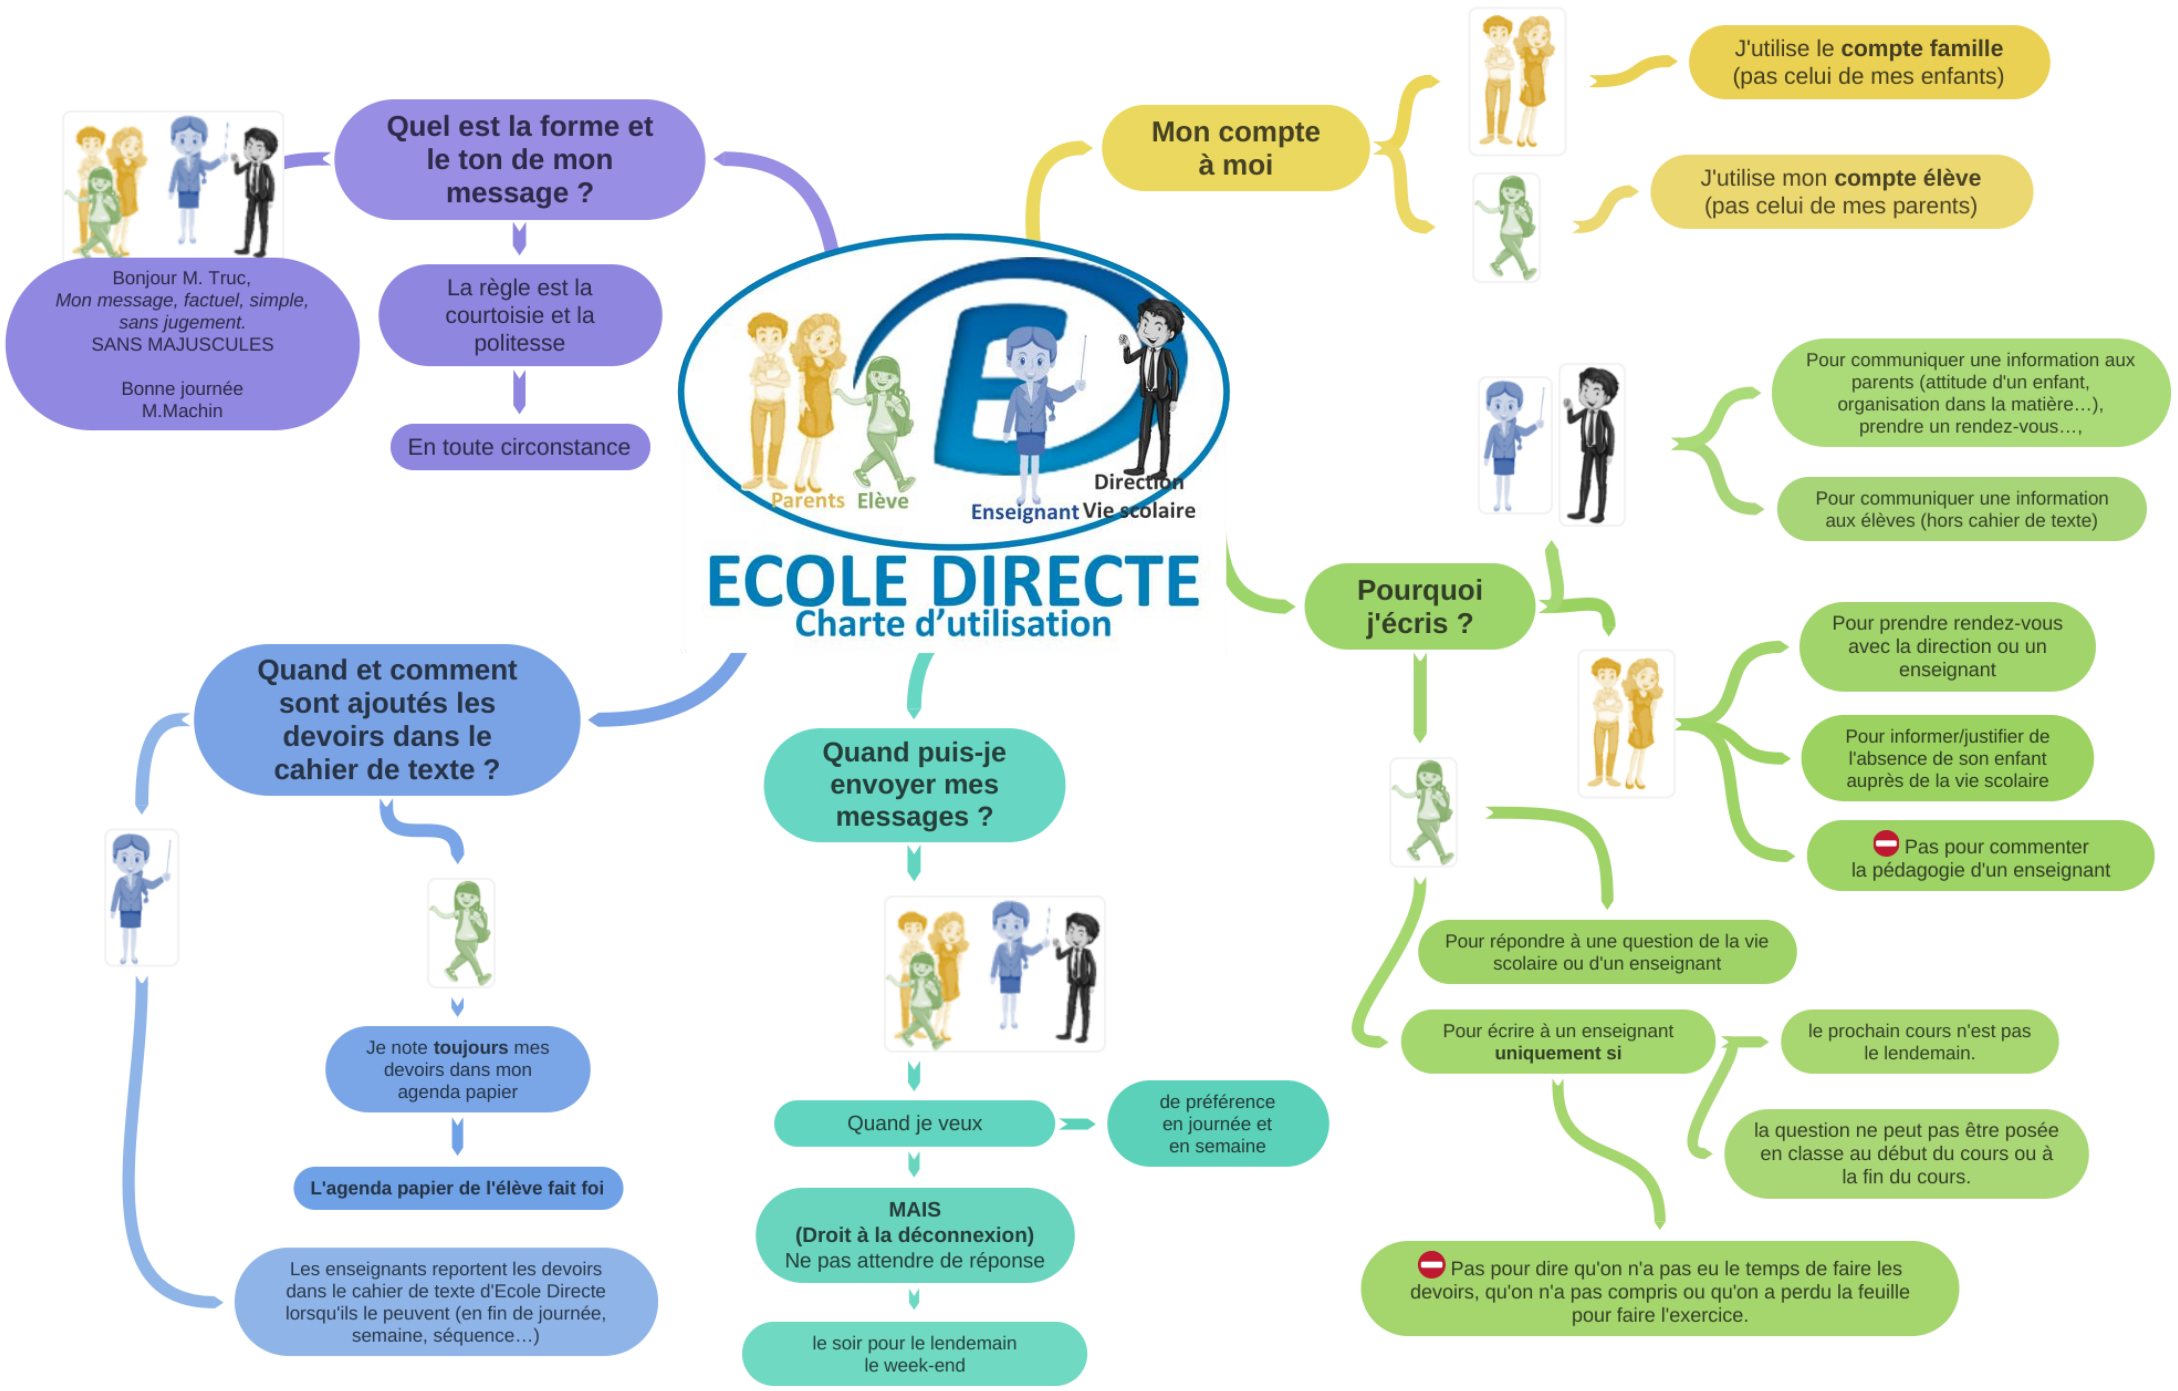 Quel est la forme et
le ton de mon
message ?
Bonjour M. Truc,
Mon message, factuel, simple,
sans jugement.
SANS MAJUSCULES
Bonne journée
M.Machin
La règle est la
courtoisie et la
politesse
En toute circonstance
Mon compte
à moi
J'utilise le compte famille
(pas celui de mes enfants)
J'utilise mon compte élève
(pas celui de mes parents)
E
Parents
Elève
Enseignant
Direction
Vie scolaire
ECOLE DIRECTE
Charte d'utilisation
Pourquoi
j'écris ?
Pour communiquer une information aux
parents (attitude d'un enfant,
organisation dans la matière…),
prendre un rendez-vous…,
Pour communiquer une information
aux élèves (hors cahier de texte)
Pour prendre rendez-vous
avec la direction ou un
enseignant
Pour informer/justifier de
l'absence de son enfant
auprès de la vie scolaire
Pas pour commenter
la pédagogie d'un enseignant
Pour répondre à une question de la vie
scolaire ou d'un enseignant
Pour écrire à un enseignant
uniquement si
le prochain cours n'est pas
le lendemain.
la question ne peut pas être posée
en classe au début du cours ou à
la fin du cours.
Pas pour dire qu'on n'a pas eu le temps de faire les
devoirs, qu'on n'a pas compris ou qu'on a perdu la feuille
pour faire l'exercice.
Quand puis-je
envoyer mes
messages ?
Quand je veux
de préférence
en journée et
en semaine
MAIS
(Droit à la déconnexion)
Ne pas attendre de réponse
le soir pour le lendemain
le week-end
Quand et comment
sont ajoutés les
devoirs dans le
cahier de texte ?
Je note toujours mes
devoirs dans mon
agenda papier
L'agenda papier de l'élève fait foi
Les enseignants reportent les devoirs
dans le cahier de texte d'Ecole Directe
lorsqu'ils le peuvent (en fin de journée,
semaine, séquence…)